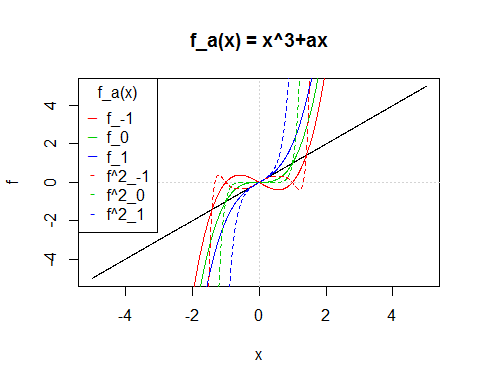 f_a(x) = x^3+ax
f_a(x)
f_-1
f_0
f_1
f^2_-1
f^2_0
f^2_1
f
4
2
0
-2
-4
-4
-2
0
2
4
x